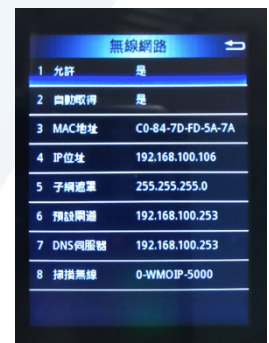 無線網路
1 允許 是
2 自動取得 是
3 MAC地址 C0-84-7D-FD-5A-7A
4 IP位址 192.168.100.106
5 子網遮罩 255.255.255.0
6 預設閘道 192.168.100.253
7 DNS伺服器 192.168.100.253
8 掃描無線 0-WMOIP-5000